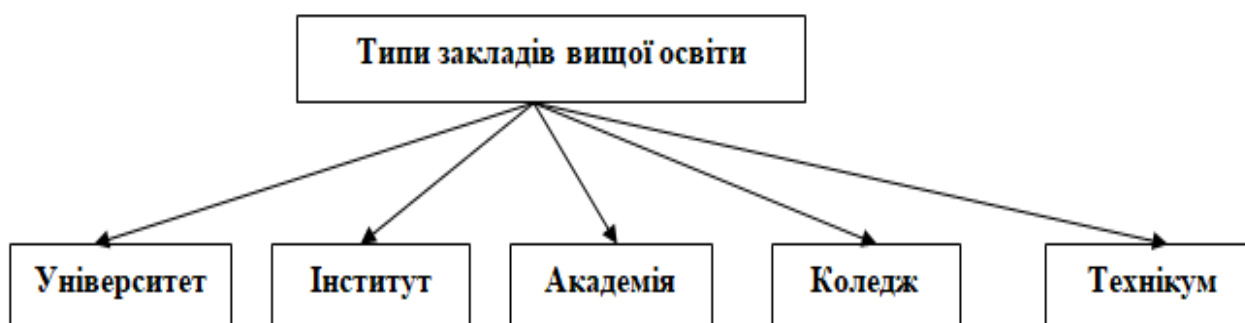 Типи закладів вищої освіти
Університет
Інститут
Академія
Коледж
Технікум